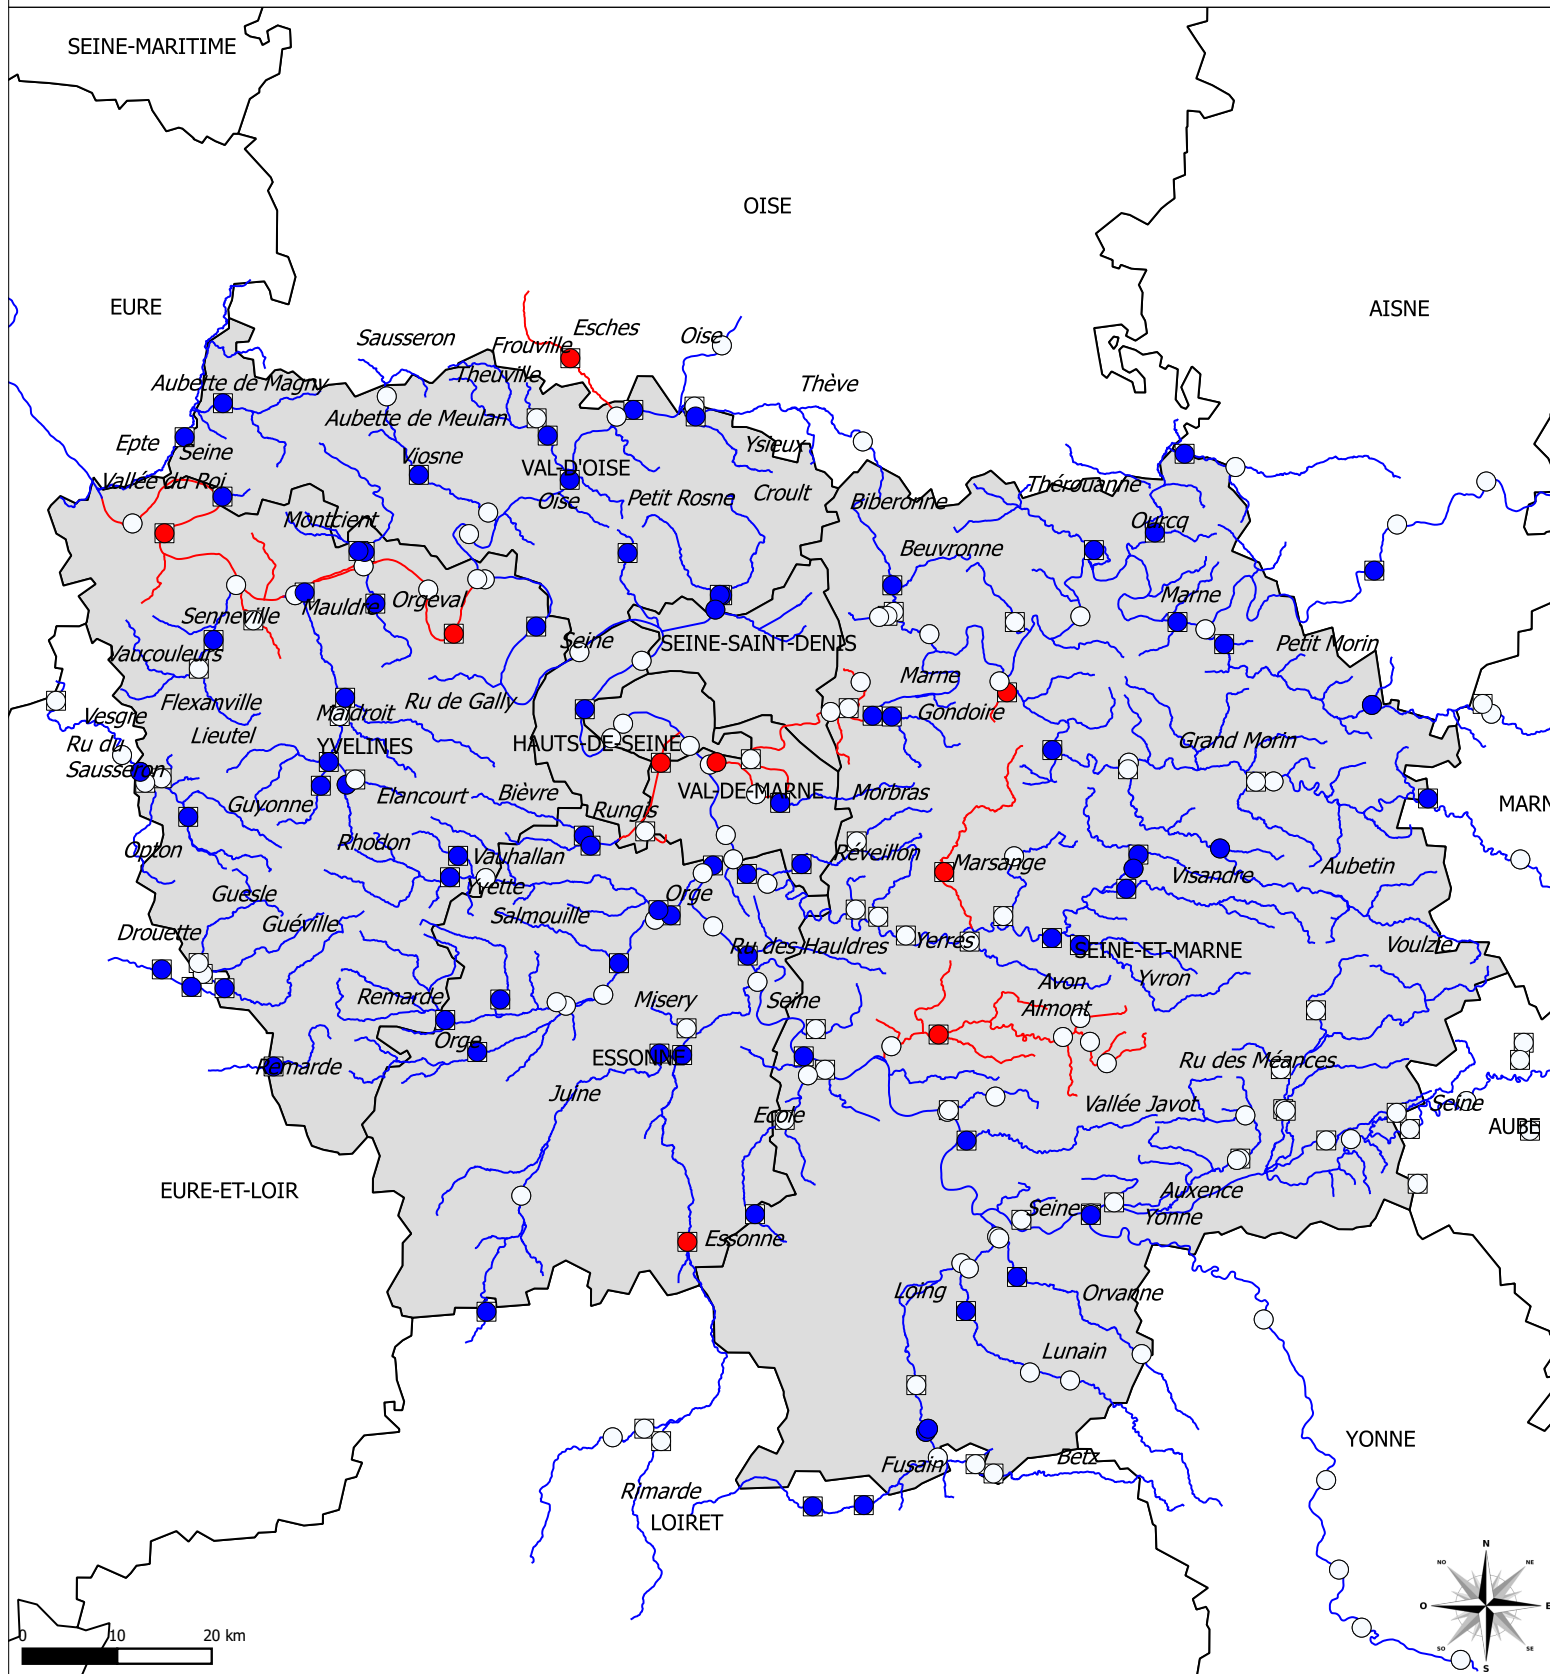 SEINE-MARITIME
OISE
EURE
AISNE
Sausseron
Esches
Oise
Frouville
Theuville
Thève
Aubette de Magny
Aubette de Meulan
Epte
Seine
Viosne
VAL-D'OISE
Ysieux
Vallée du Roi
Oise
Petit Rosne
Croult
Biberonne
Thérouanne
Montcient
Ourcq
Beuvronne
Mauldre
Orgeval
Marne
Senneville
Seine
SEINE-SAINT-DENIS
Petit Morin
Vaucouleurs
Marne
Flexanville
Ru de Gally
Gondoire
Vesgre
Maldroit
Lieutel
YVELINES
HAUTS-DE-SEINE
Grand Morin
Ru du
Sausseron
Elancourt
Bièvre
VAL-DE-MARNE
Morbras
MARN
Guyonne
Rungis
Rhodon
Opton
Vauhallan
Réveillon
Marsange
Aubetin
Visandre
Guesle
Yvette
Orge
Salmouille
Guéville
Drouette
Ru des Hauldres
Yerres
SEINE-ET-MARNE
Voulzie
Avon
Yvron
Remarde
Misery
Seine
Almont
Orge
ESSONNE
Ru des Méances
Remarde
Juine
Ecole
Vallée Javot
Seine
AUBE
EURE-ET-LOIR
Auxence
Seine
Yonne
Essonne
Loing
Orvanne
Lunain
YONNE
Fusain
Betz
Rimarde
LOIRET
N
NO
NE
O
E
SO
SE
S
0
10
20 km